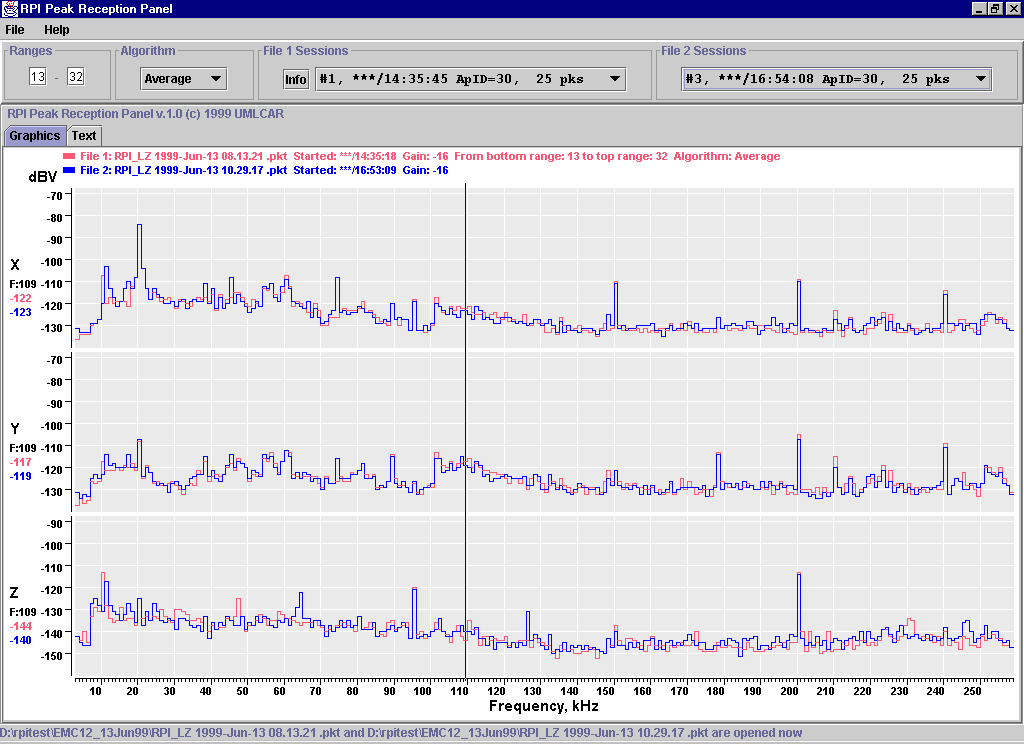 RPI Peak Reception Panel
File Help
Ranges Algorithm File 1 Sessions File 2 Sessions
13 - 32 Average Info #1, ***/14:35:45 ApID=30, 25 pks #3, ***/16:54:08 ApID=30, 25 pks
RPI Peak Reception Panel v.1.0 (c) 1999 UMLCAR
Graphics Text
File 1: RPI_LZ 1999-Jun-13 08.13.21 .pkt Started: ***/14:35:18 Gain: -16 From bottom range: 13 to top range: 32 Algorithm: Average
File 2: RPI_LZ 1999-Jun-13 10.29.17 .pkt Started: ***/16:53:09 Gain: -16
dBV
-70
-80
-90
-100
X
F:109 -110
-122
-120
-123
-130
-70
-80
-90
-100
Y
F:109 -110
-117
-120
-119
-130
-90
-100
-110
-120
Z
F:109 -130
-144
-140
-140
-150
10 20 30 40 50 60 70 80 90 100 110 120 130 140 150 160 170 180 190 200 210 220 230 240 250
Frequency, kHz
D:\rpitest\EMC12_13Jun99\RPI_LZ 1999-Jun-13 08.13.21 .pkt and D:\rpitest\EMC12_13Jun99\RPI_LZ 1999-Jun-13 10.29.17 .pkt are opened now